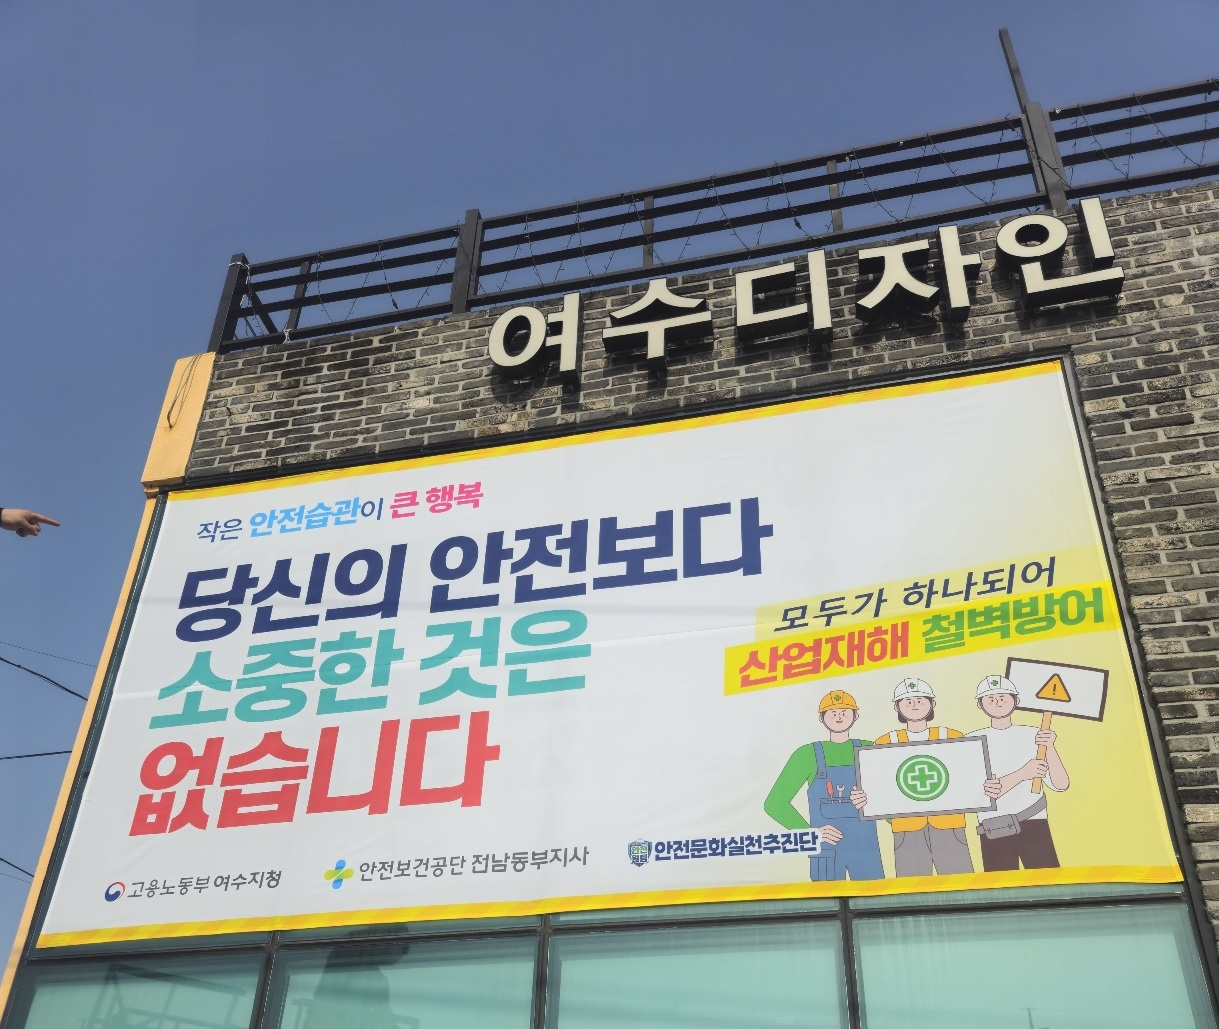 여수디자인
작은 안전습관이 큰 행복
당신의 안전보다
소중한 것은
없습니다
모두가 하나되어
산업재해 철벽방어
고용노동부 여수지청
안전보건공단 전남동부지사
안전문화실천추진단